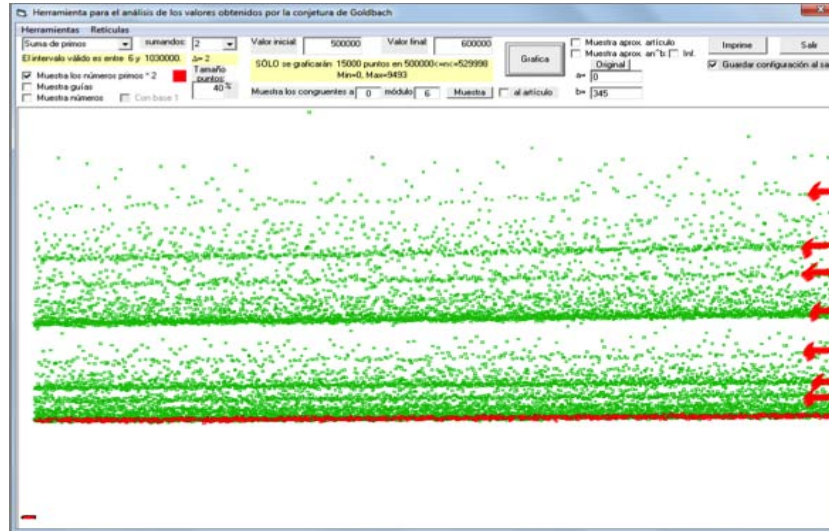 Herramienta para el análisis de los valores obtenidos por la conjetura de Goldbach
Herramientas Retículas
Suma de primos sumandos: 2 Valor inicial: 500000 Valor final: 600000
El intervalo válido es entre 6 y 1000000. Δ= 2
SÓLO se graficarán 15000 puntos en 500000<=n<=529998
Min=0, Max=9493
Muestra los números primos * 2
Tamaño puntos: 40 %
Muestra guías
Muestra números Con base 1
Muestra los congruentes a 0 módulo 6 Muestra al artículo
Grafica
Muestra aprox. artículo
Muestra aprox. an^b: Inf.
Original
a= 0
b= 345
Imprime Salir
Guardar configuración al